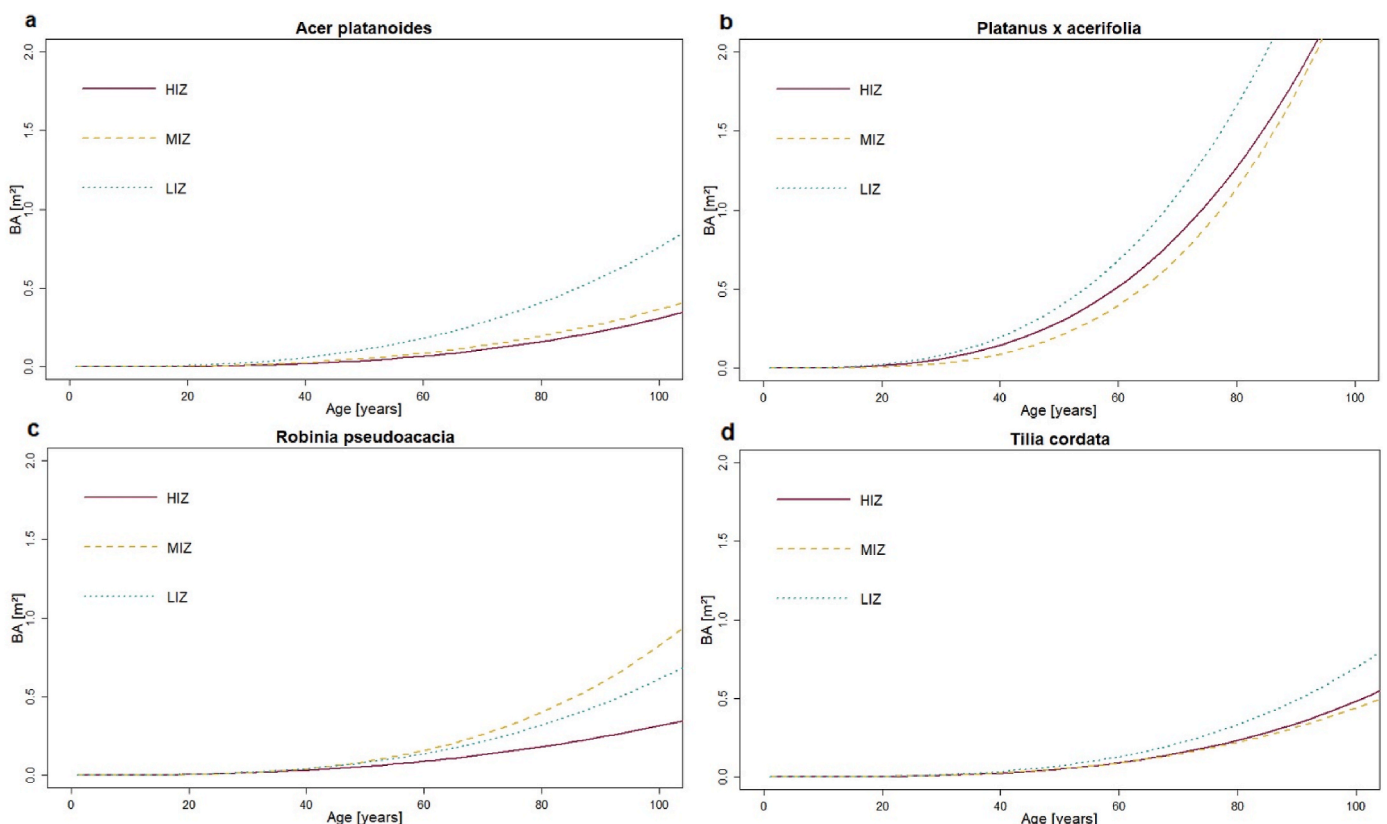 a
Acer platanoides
2.0
1.5
1.0
0.5
0.0
BA [m²]
HIZ
MIZ
LIZ
0 20 40 60 80 100
Age [years]
b
Platanus x acerifolia
2.0
1.5
1.0
0.5
0.0
BA [m²]
HIZ
MIZ
LIZ
0 20 40 60 80 100
Age [years]
c
Robinia pseudoacacia
2.0
1.5
1.0
0.5
0.0
BA [m²]
HIZ
MIZ
LIZ
0 20 40 60 80 100
Age [years]
d
Tilia cordata
2.0
1.5
1.0
0.5
0.0
BA [m²]
HIZ
MIZ
LIZ
0 20 40 60 80 100
Age [years]